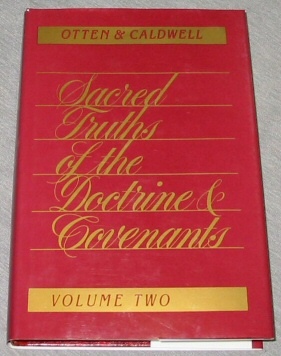 OTTEN & CALDWELL
Sacred
Truths
of the
Doctrine &
Covenants
VOLUME TWO